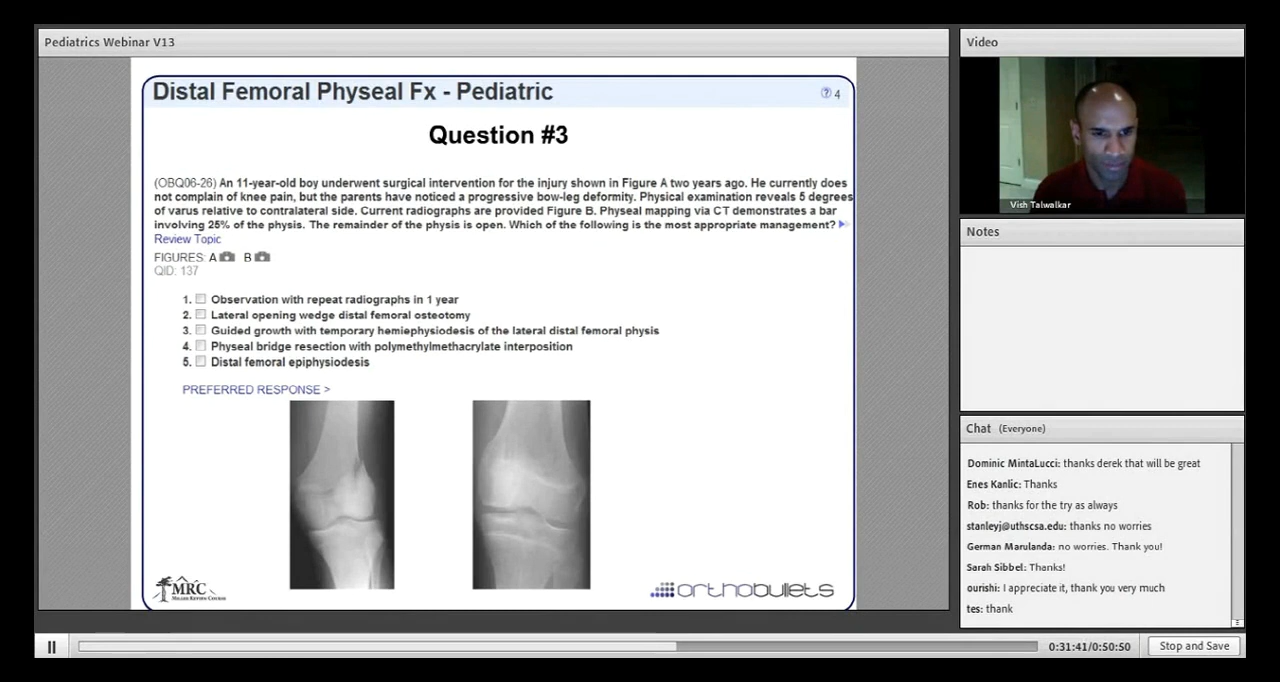 Pediatrics Webinar V13
Distal Femoral Physeal Fx - Pediatric
? 4
Question #3
(OBQ06-26) An 11-year-old boy underwent surgical intervention for the injury shown in Figure A two years ago. He currently does
not complain of knee pain, but the parents have noticed a progressive bow-leg deformity. Physical examination reveals 5 degrees
of varus relative to contralateral side. Current radiographs are provided Figure B. Physeal mapping via CT demonstrates a bar
involving 25% of the physis. The remainder of the physis is open. Which of the following is the most appropriate management?
Review Topic
FIGURES: A B
QID: 137
1. Observation with repeat radiographs in 1 year
2. Lateral opening wedge distal femoral osteotomy
3. Guided growth with temporary hemiephysiodesis of the lateral distal femoral physis
4. Physeal bridge resection with polymethylmethacrylate interposition
5. Distal femoral epiphysiodesis
PREFERRED RESPONSE >
MRC
MILLER REVIEW COURSE
orthobullets
Video
Vish Talwalkar
Notes
Chat (Everyone)
Dominic MintaLucci: thanks derek that will be great
Enes Kanlic: Thanks
Rob: thanks for the try as always
stanleyj@uthscsa.edu: thanks no worries
German Marulanda: no worries. Thank you!
Sarah Sibbel: Thanks!
ourishi: I appreciate it, thank you very much
tes: thank
0:31:41/0:50:50
Stop and Save